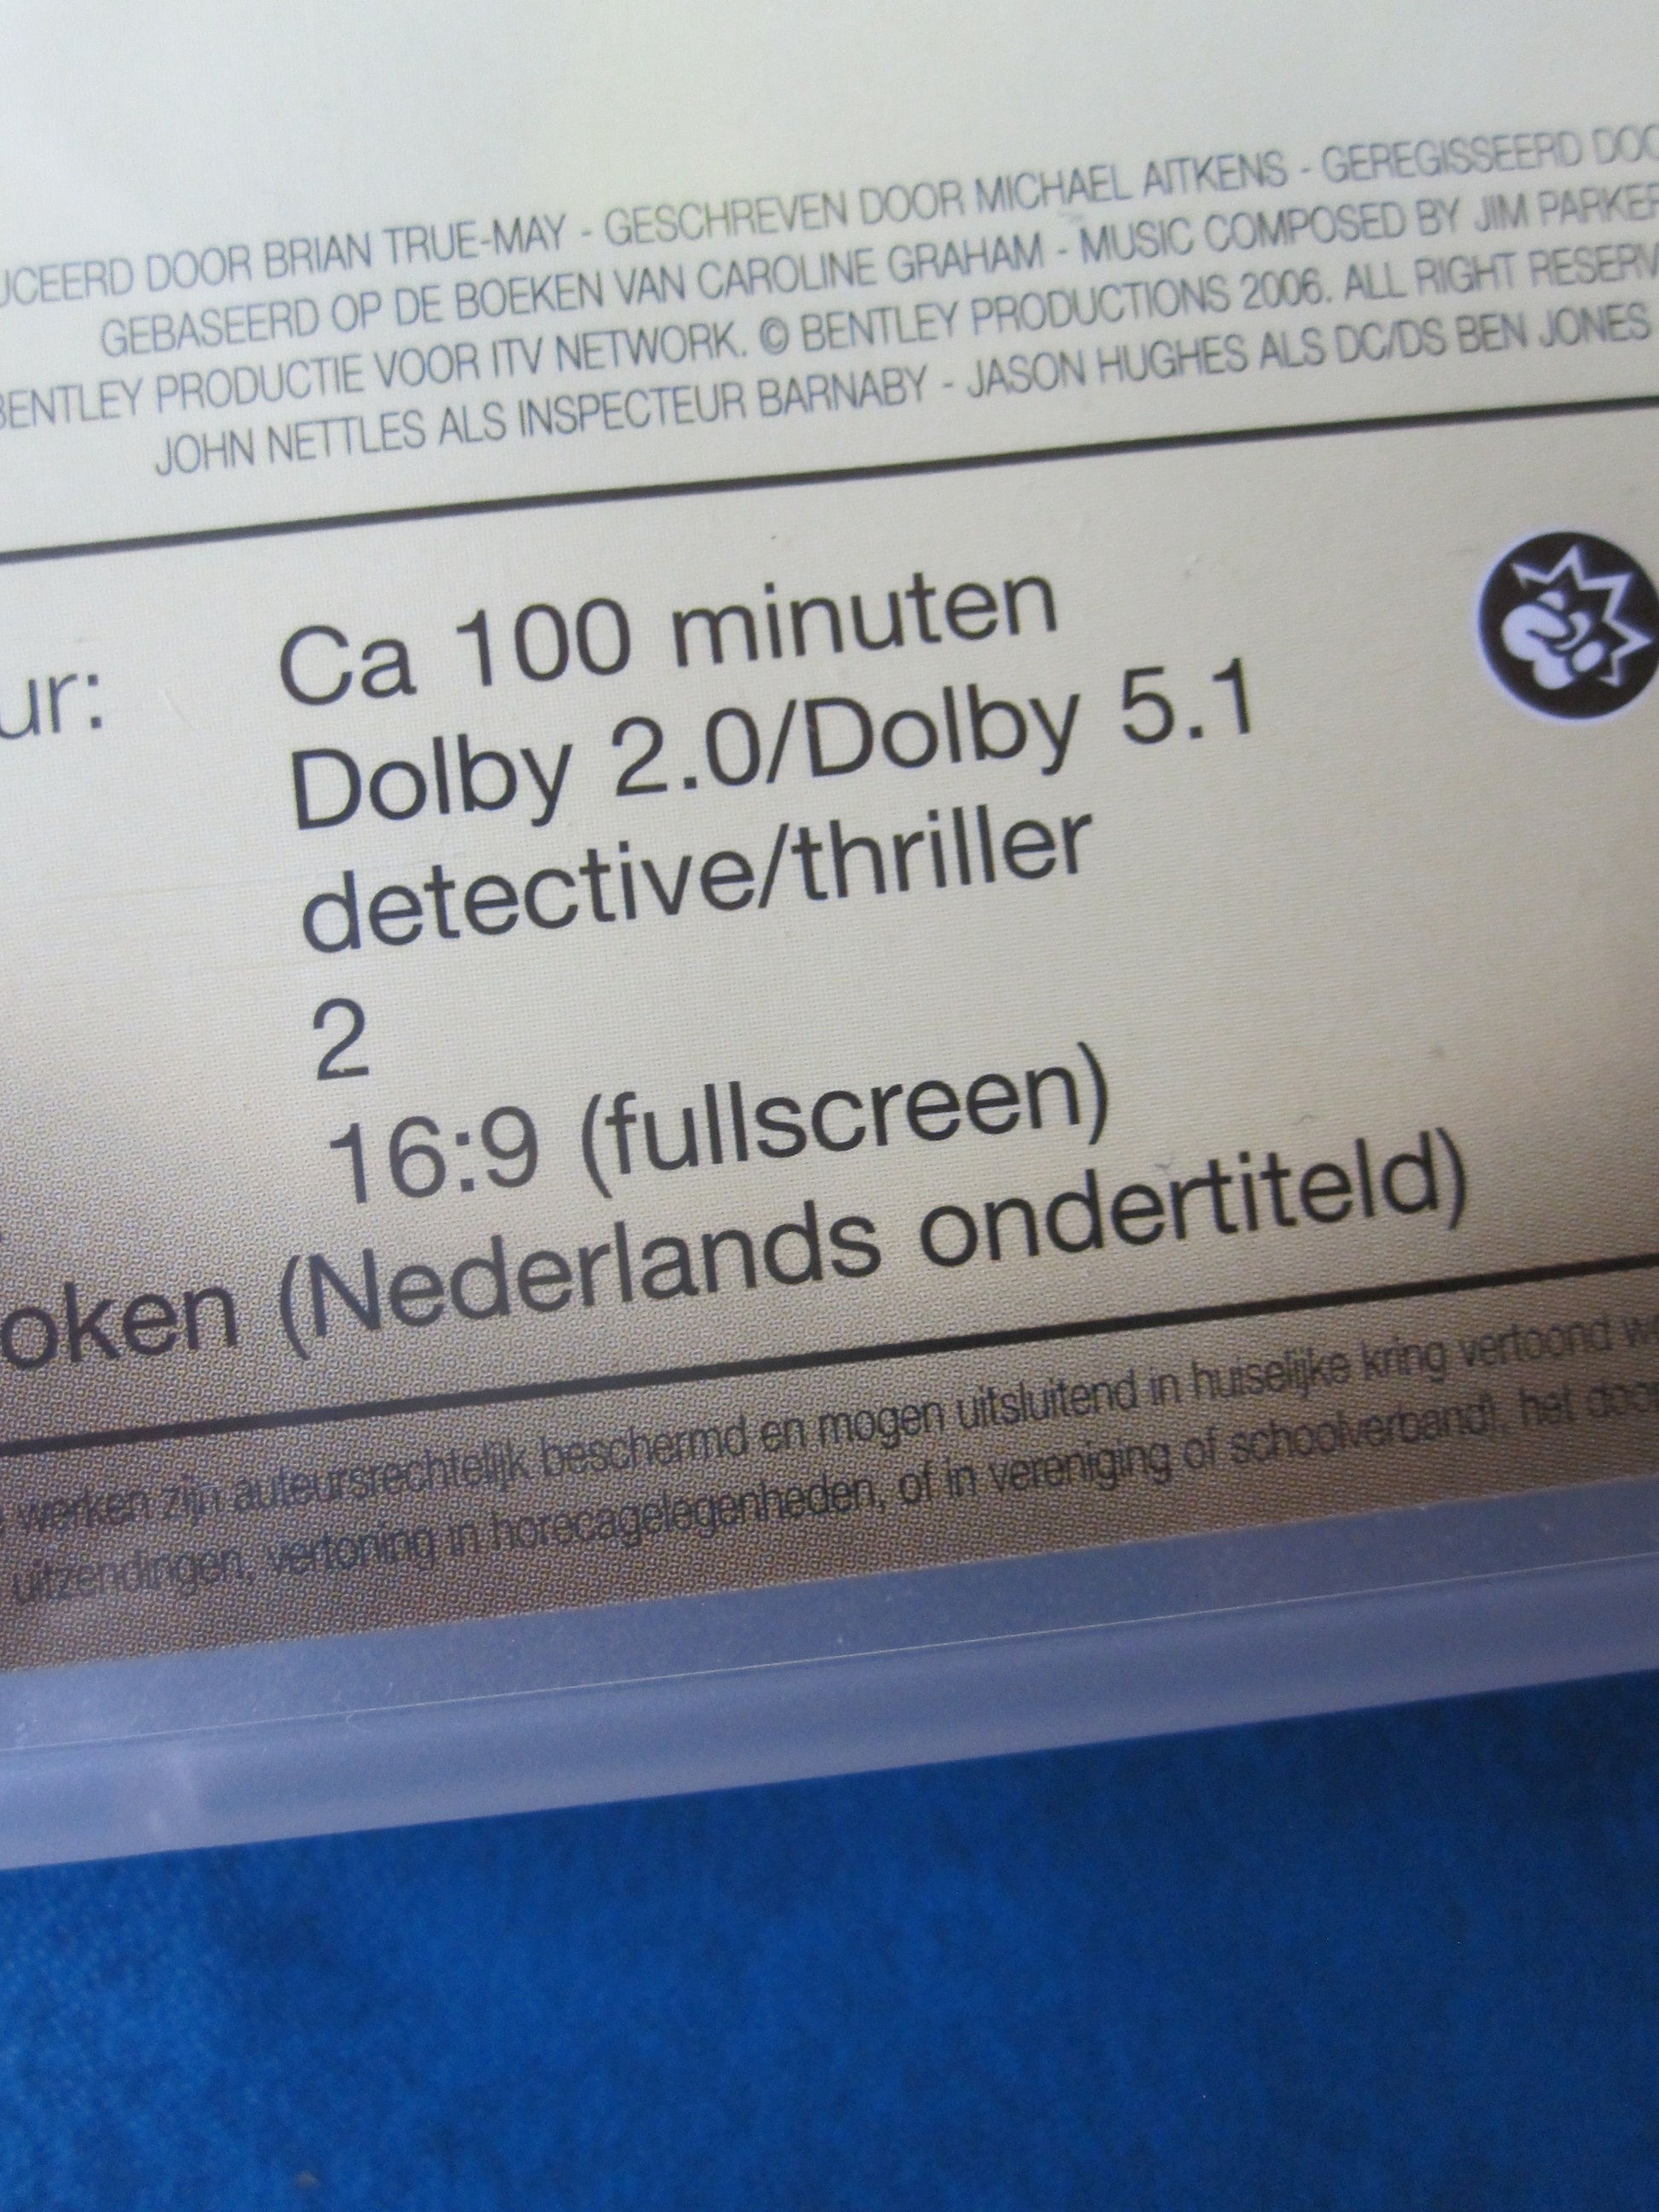 UCEERD DOOR BRIAN TRUE-MAY - GESCHREVEN DOOR MICHAEL AITKENS - GEREGISSEERD DOO
GEBASEERD OP DE BOEKEN VAN CAROLINE GRAHAM - MUSIC COMPOSED BY JIM PARKER
BENTLEY PRODUCTIE VOOR ITV NETWORK. © BENTLEY PRODUCTIONS 2006. ALL RIGHT RESERV
JOHN NETTLES ALS INSPECTEUR BARNABY - JASON HUGHES ALS DC/DS BEN JONES
ur: Ca 100 minuten
Dolby 2.0/Dolby 5.1
detective/thriller
2
16:9 (fullscreen)
oken (Nederlands ondertiteld)
werken zijn auteursrechtelijk beschermd en mogen uitsluitend in huiselijke kring vertoond w
uitzendingen, vertoning in horecagelegenheden, of in vereniging of schoolverband), het doo